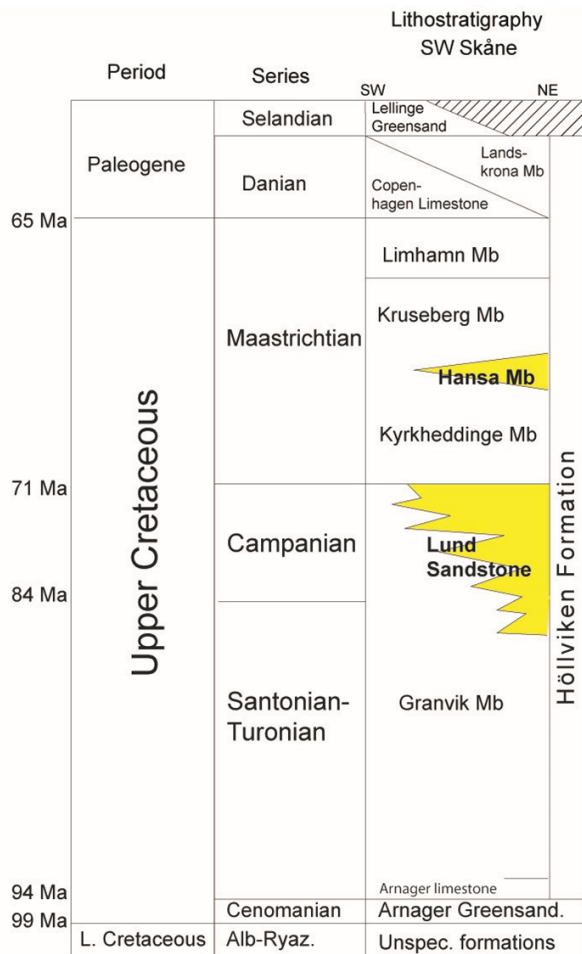 Lithostratigraphy
SW Skåne
Period
Series
SW
NE
Selandian
Lellinge
Greensand
Paleogene
Danian
Lands-
krona Mb
Copen-
hagen Limestone
65 Ma
Upper Cretaceous
Maastrichtian
Limhamn Mb
Kruseberg Mb
Hansa Mb
Kyrkheddinge Mb
71 Ma
Campanian
Lund
Sandstone
84 Ma
Höllviken Formation
Santonian-
Turonian
Granvik Mb
Arnager limestone
94 Ma
Cenomanian
Arnager Greensand.
99 Ma
L. Cretaceous
Alb-Ryaz.
Unspec. formations